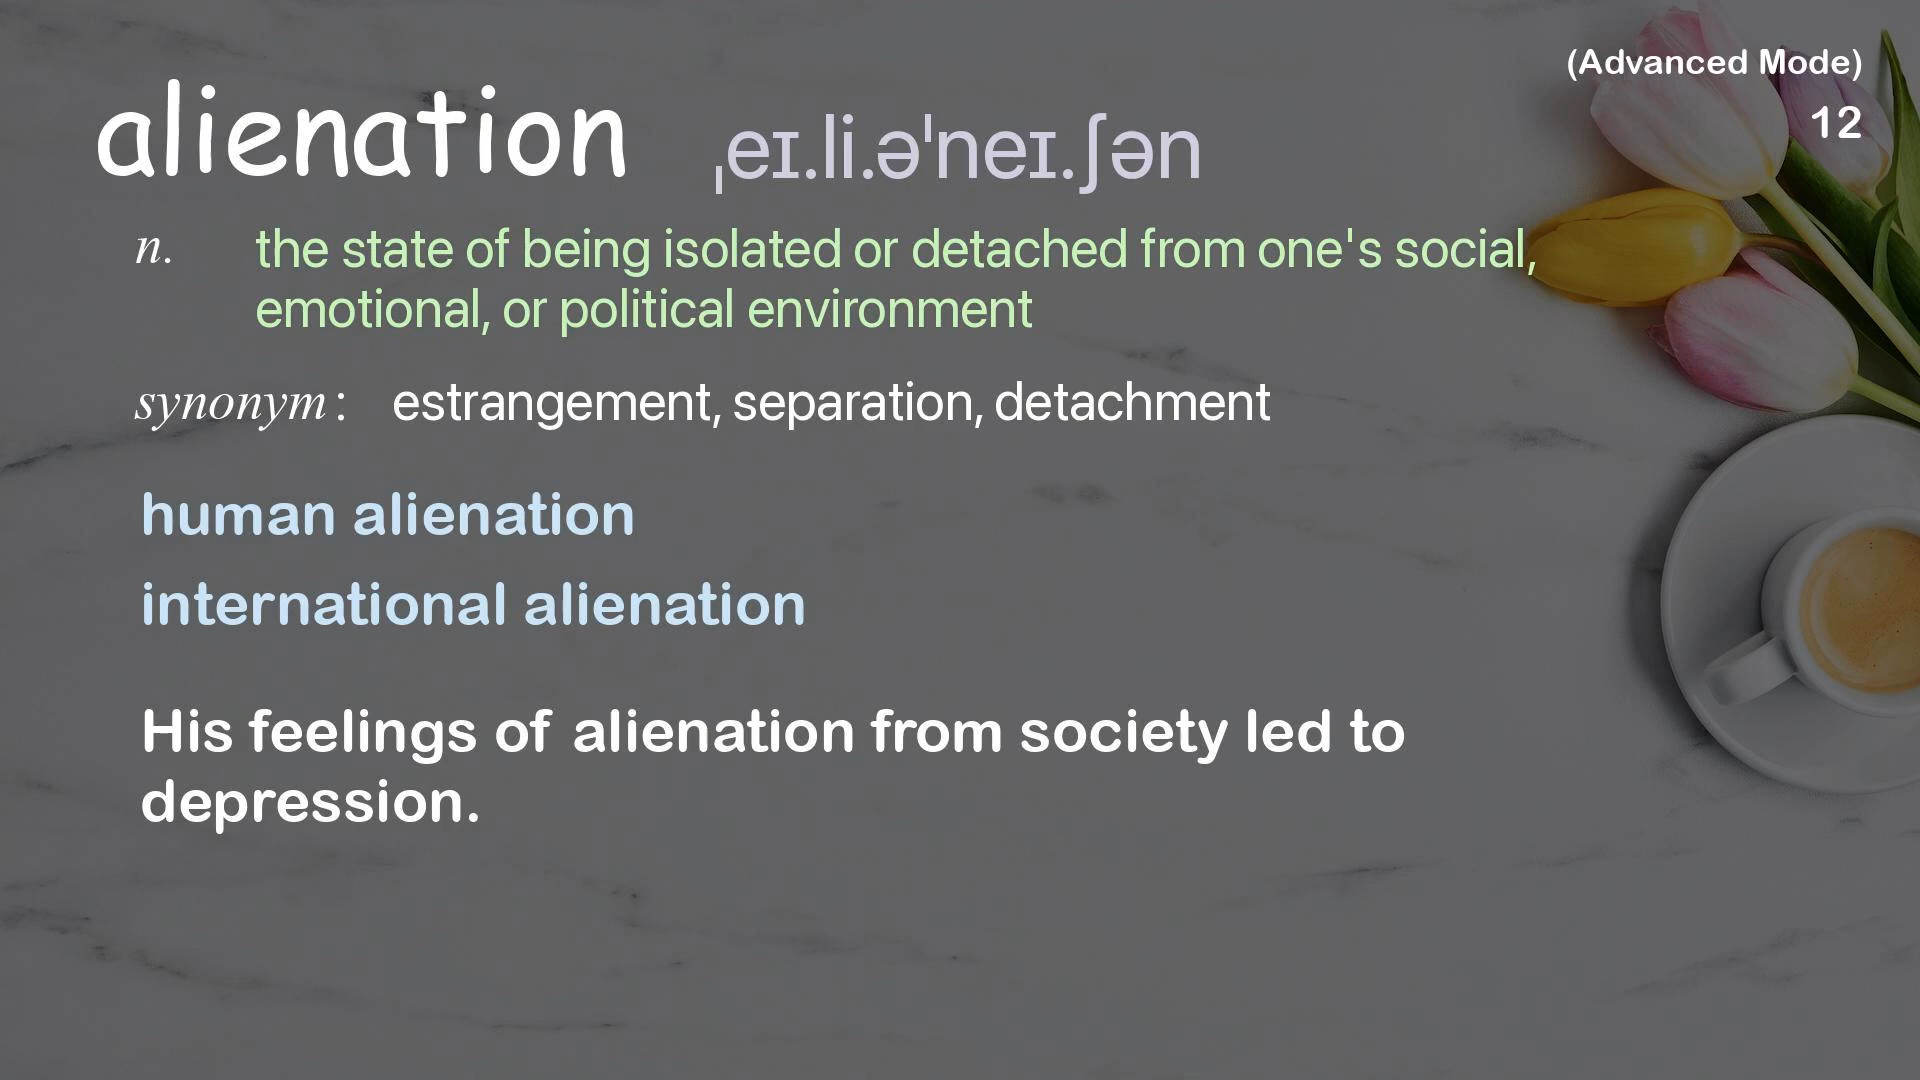 (Advanced Mode)
12
alienation ˌeɪ.li.əˈneɪ.ʃən
n. the state of being isolated or detached from one's social,
emotional, or political environment
synonym: estrangement, separation, detachment
human alienation
international alienation
His feelings of alienation from society led to
depression.